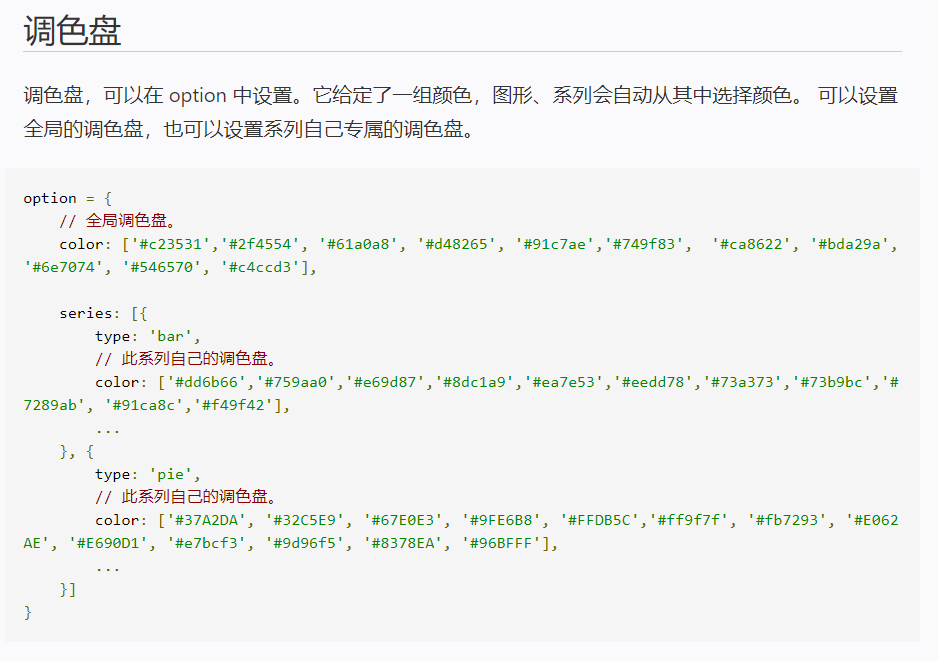 调色盘
调色盘，可以在 option 中设置。它给定了一组颜色，图形、系列会自动从其中选择颜色。 可以设置
全局的调色盘，也可以设置系列自己专属的调色盘。
option = {
    // 全局调色盘。
    color: ['#c23531','#2f4554', '#61a0a8', '#d48265', '#91c7ae','#749f83',  '#ca8622', '#bda29a',
'#6e7074', '#546570', '#c4ccd3'],
    series: [{
        type: 'bar',
        // 此系列自己的调色盘。
        color: ['#dd6b66','#759aa0','#e69d87','#8dc1a9','#ea7e53','#eedd78','#73a373','#73b9bc','#
7289ab', '#91ca8c','#f49f42'],
        ...
    }, {
        type: 'pie',
        // 此系列自己的调色盘。
        color: ['#37A2DA', '#32C5E9', '#67E0E3', '#9FE6B8', '#FFDB5C','#ff9f7f', '#fb7293', '#E062
AE', '#E690D1', '#e7bcf3', '#9d96f5', '#8378EA', '#96BFFF'],
        ...
    }]
}